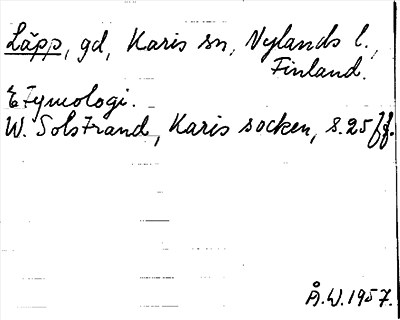 Läpp, gd, Karis sn, Nylands l.,
Finland.
Etymologi.
W. Solstrand, Karis socken, s. 25 ff.
Å.W. 1957.